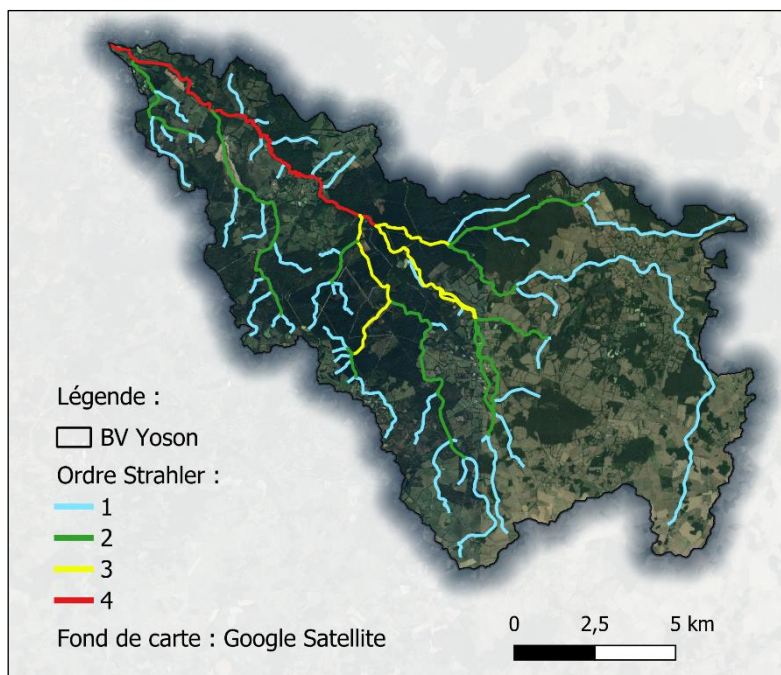 Légende :
BV Yoson
Ordre Strahler :
1
2
3
4
Fond de carte : Google Satellite
0 2,5 5 km